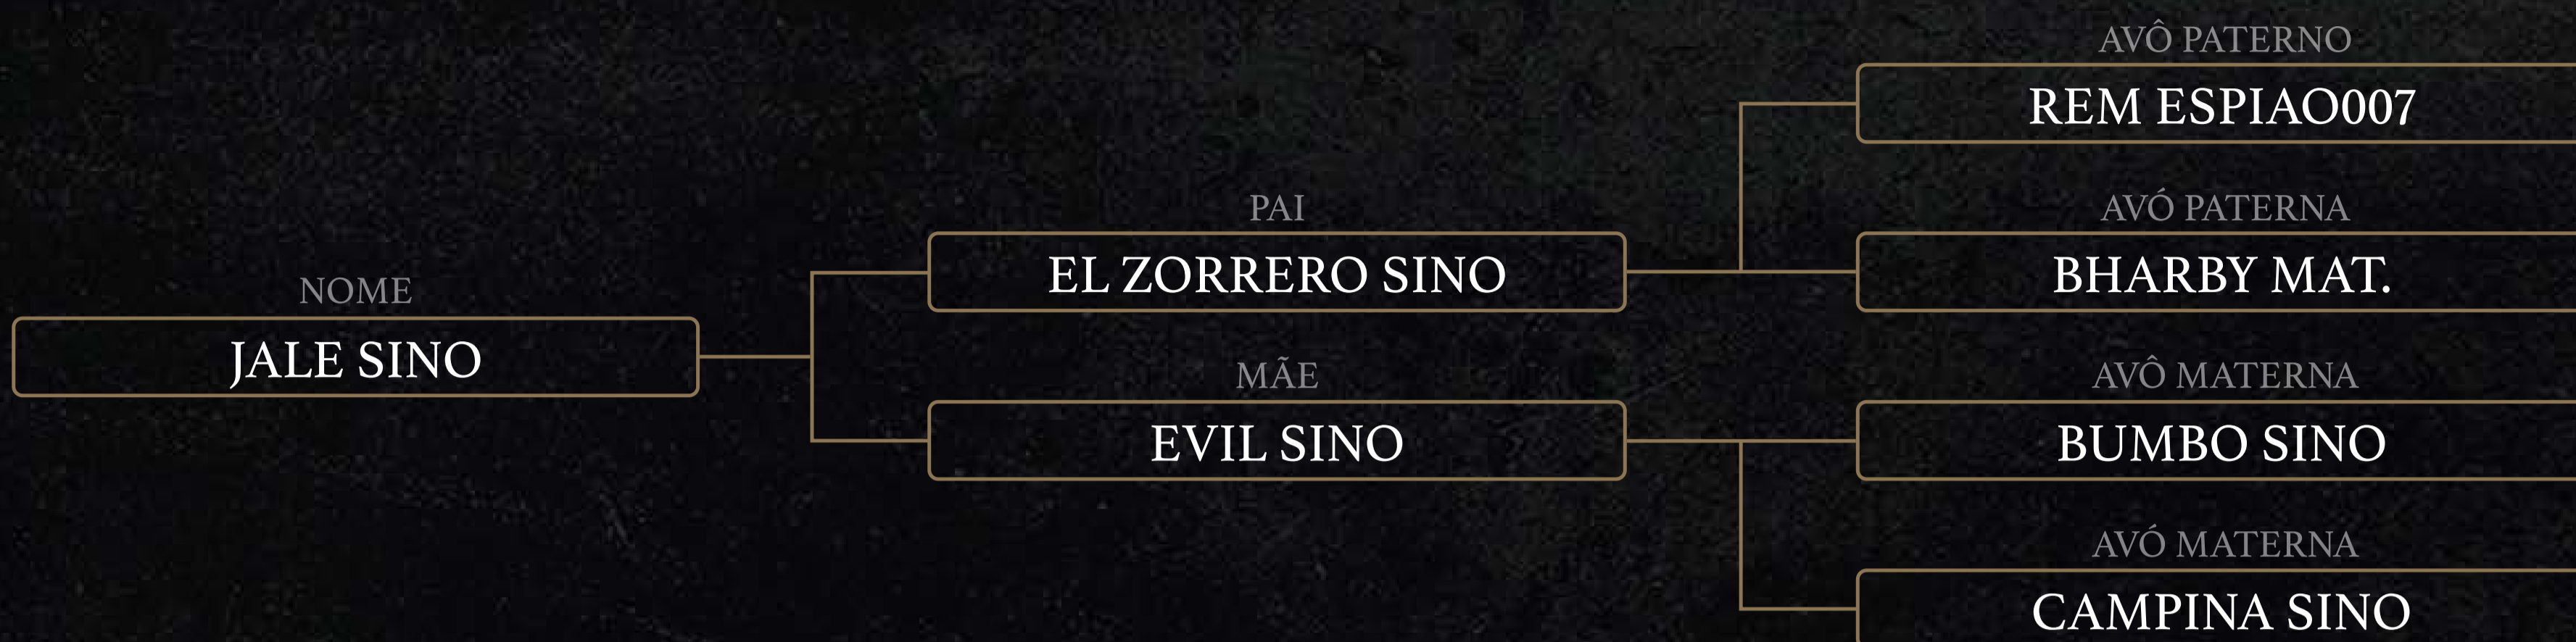 NOME
JALE SINO
PAI
EL ZORRERO SINO
MÃE
EVIL SINO
AVÔ PATERNO
REM ESPIAO007
AVÓ PATERNA
BHARBY MAT.
AVÔ MATERNA
BUMBO SINO
AVÓ MATERNA
CAMPINA SINO